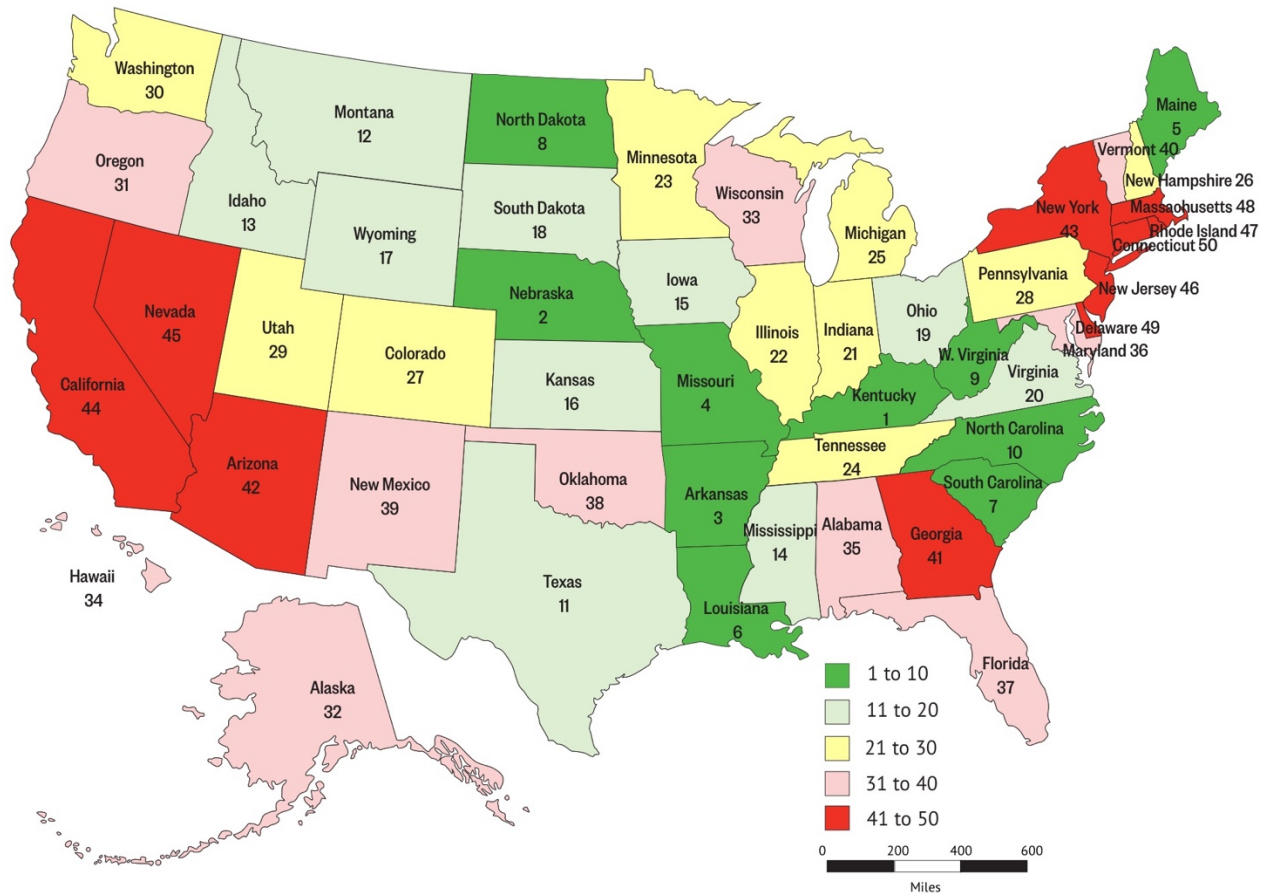 Washington
30
Montana
12
North Dakota
8
Minnesota
23
Maine
5
Oregon
31
Idaho
13
Wyoming
17
South Dakota
18
Wisconsin
33
Michigan
25
Vermont 40
New Hampshire 26
New York
43
Massaohusetts 48
Rhode Island 47
Connecticut 50
Nevada
45
Utah
29
Colorado
27
Nebraska
2
Iowa
15
Illinois
22
Indiana
21
Ohio
19
Pennsylvania
28
New Jersey 46
Delaware 49
Maryland 36
California
44
Kansas
16
Missouri
4
Kentucky
1
W. Virginia
9
Virginia
20
Arizona
42
New Mexico
39
Oklahoma
38
Arkansas
3
Tennessee
24
North Carolina
10
South Carolina
7
Mississippi
14
Alabama
35
Georgia
41
Hawaii
34
Texas
11
Louisiana
6
Florida
37
Alaska
32
1 to 10
11 to 20
21 to 30
31 to 40
41 to 50
0 200 400 600
Miles